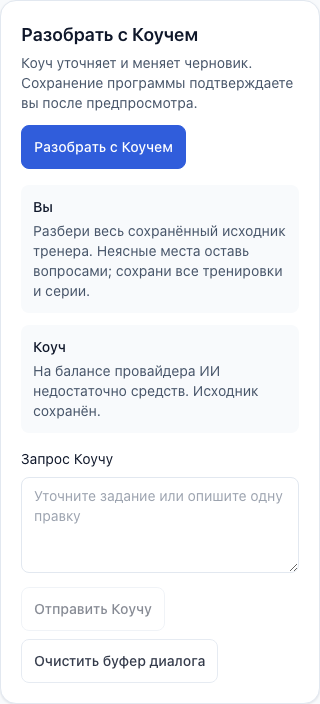 Разобрать с Коучем
Коуч уточняет и меняет черновик.
Сохранение программы подтверждаете
вы после предпросмотра.
Разобрать с Коучем
Вы
Разбери весь сохранённый исходник
тренера. Неясные места оставь
вопросами; сохрани все тренировки
и серии.
Коуч
На балансе провайдера ИИ
недостаточно средств. Исходник
сохранён.
Запрос Коучу
Уточните задание или опишите одну
правку
Отправить Коучу
Очистить буфер диалога